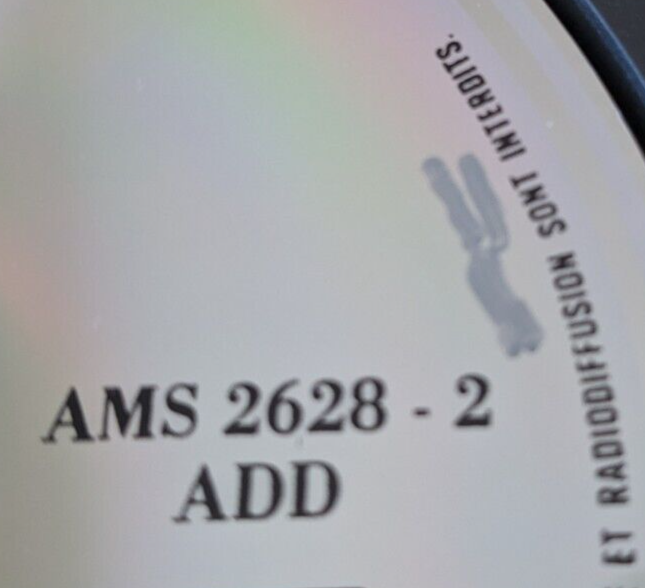 AMS 2628 - 2
ADD
ET RADIODIFFUSION SONT INTERDITS.